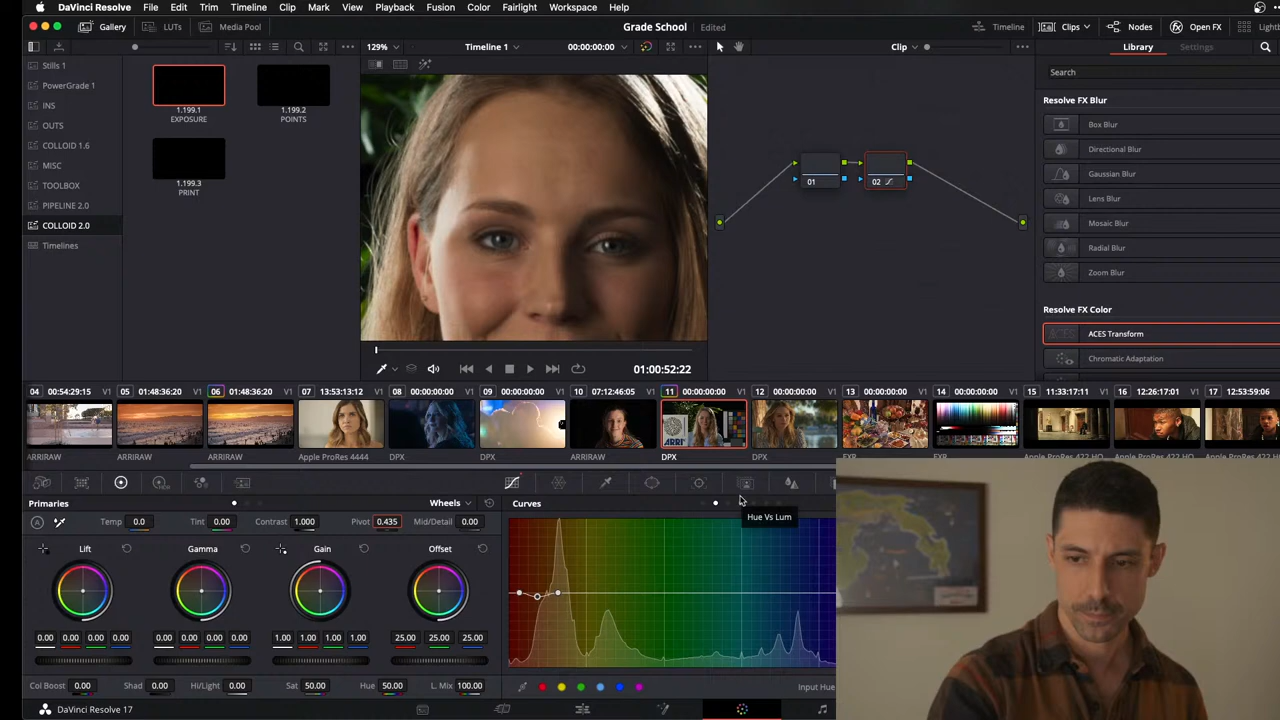 DaVinci Resolve File Edit Trim Timeline Clip Mark View Playback Fusion Color Fairlight Workspace Help
Gallery LUTs Media Pool Grade School Edited Timeline Clips Nodes Open FX
129% Timeline 1 00:00:00:00 Clip Library Settings
Stills 1
PowerGrade 1
INS
OUTS
COLLOID 1.6
MISC
TOOLBOX
PIPELINE 2.0
COLLOID 2.0
Timelines
1.199.1
EXPOSURE
1.199.2
POINTS
1.199.3
PRINT
01
02
Search
Resolve FX Blur
Box Blur
Directional Blur
Gaussian Blur
Lens Blur
Mosaic Blur
Radial Blur
Zoom Blur
Resolve FX Color
ACES ACES Transform
Chromatic Adaptation
01:00:52:22
04 00:54:29:15 V1 05 01:48:36:20 V1 06 01:48:36:20 V1 07 13:53:13:12 V1 08 00:00:00:00 V1 09 00:00:00:00 V1 10 07:12:46:05 V1 11 00:00:00:00 V1 12 00:00:00:00 V1 13 00:00:00:00 V1 14 00:00:00:00 V1 15 11:33:17:11 V1 16 12:26:17:01 V1 17 12:53:59:06
ARRI
ARRIRAW ARRIRAW ARRIRAW Apple ProRes 4444 DPX DPX ARRIRAW DPX DPX
Primaries Wheels Curves
Hue Vs Lum
Temp 0.0 Tint 0.00 Contrast 1.000 Pivot 0.435 Mid/Detail 0.00
Lift Gamma Gain Offset
0.00 0.00 0.00 0.00 0.00 0.00 0.00 0.00 1.00 1.00 1.00 1.00 25.00 25.00 25.00
Col Boost 0.00 Shad 0.00 Hi/Light 0.00 Sat 50.00 Hue 50.00 L. Mix 100.00 Input Hue
DaVinci Resolve 17